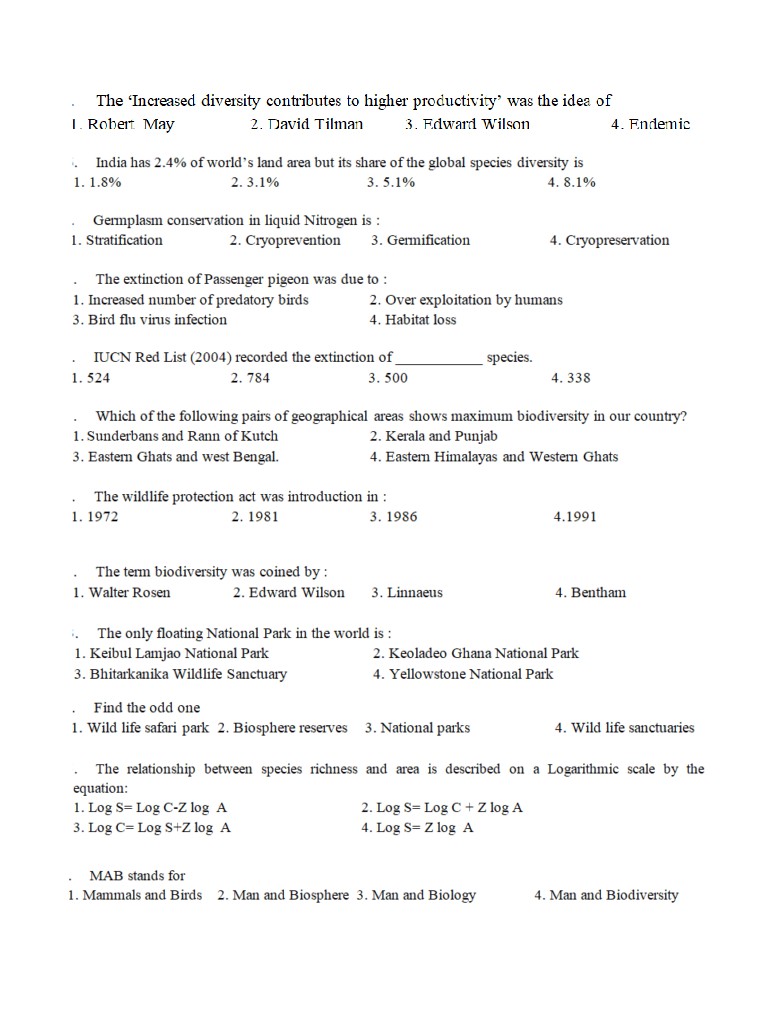 . The ‘Increased diversity contributes to higher productivity’ was the idea of
1. Robert May 2. David Tilman 3. Edward Wilson 4. Endemic
. India has 2.4% of world’s land area but its share of the global species diversity is
1. 1.8% 2. 3.1% 3. 5.1% 4. 8.1%
. Germplasm conservation in liquid Nitrogen is :
1. Stratification 2. Cryoprevention 3. Germification 4. Cryopreservation
. The extinction of Passenger pigeon was due to :
1. Increased number of predatory birds 2. Over exploitation by humans
3. Bird flu virus infection 4. Habitat loss
. IUCN Red List (2004) recorded the extinction of ____________ species.
1. 524 2. 784 3. 500 4. 338
. Which of the following pairs of geographical areas shows maximum biodiversity in our country?
1. Sunderbans and Rann of Kutch 2. Kerala and Punjab
3. Eastern Ghats and west Bengal. 4. Eastern Himalayas and Western Ghats
. The wildlife protection act was introduction in :
1. 1972 2. 1981 3. 1986 4.1991
. The term biodiversity was coined by :
1. Walter Rosen 2. Edward Wilson 3. Linnaeus 4. Bentham
. The only floating National Park in the world is :
1. Keibul Lamjao National Park 2. Keoladeo Ghana National Park
3. Bhitarkanika Wildlife Sanctuary 4. Yellowstone National Park
. Find the odd one
1. Wild life safari park 2. Biosphere reserves 3. National parks 4. Wild life sanctuaries
. The relationship between species richness and area is described on a Logarithmic scale by the
equation:
1. Log S= Log C-Z log A 2. Log S= Log C + Z log A
3. Log C= Log S+Z log A 4. Log S= Z log A
. MAB stands for
1. Mammals and Birds 2. Man and Biosphere 3. Man and Biology 4. Man and Biodiversity